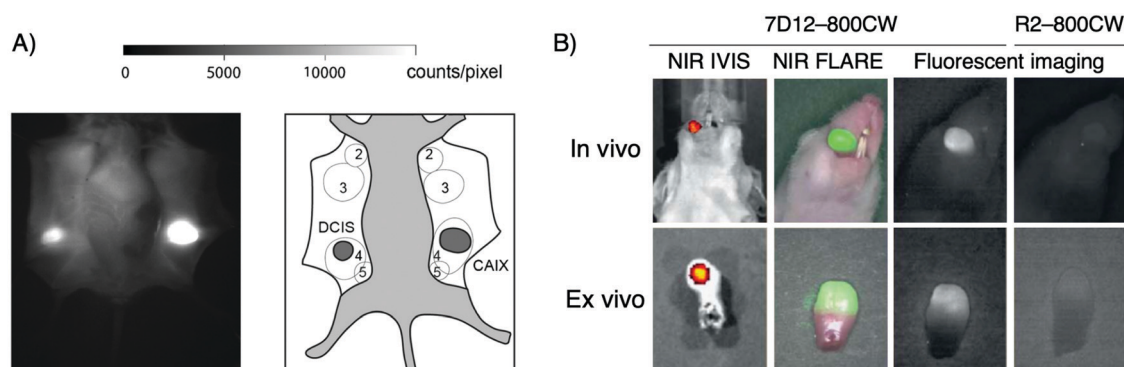 A)
0 5000 10000 counts/pixel
2 2
3 3
DCIS
4 4
CAIX
5 5
B)
7D12–800CW R2–800CW
NIR IVIS NIR FLARE Fluorescent imaging
In vivo
Ex vivo